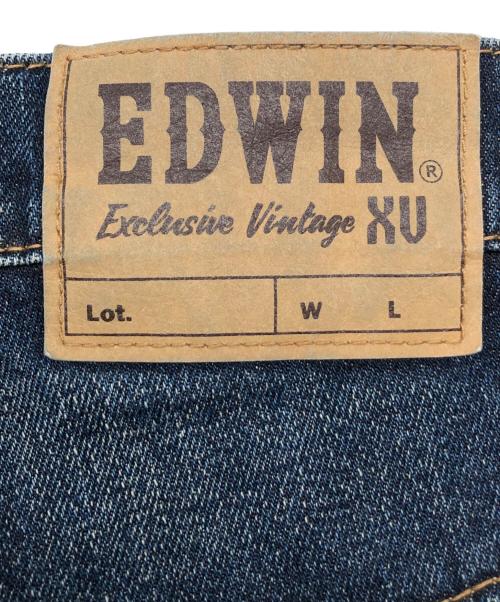 EDWIN®
Exclusive Vintage XV
Lot. W L